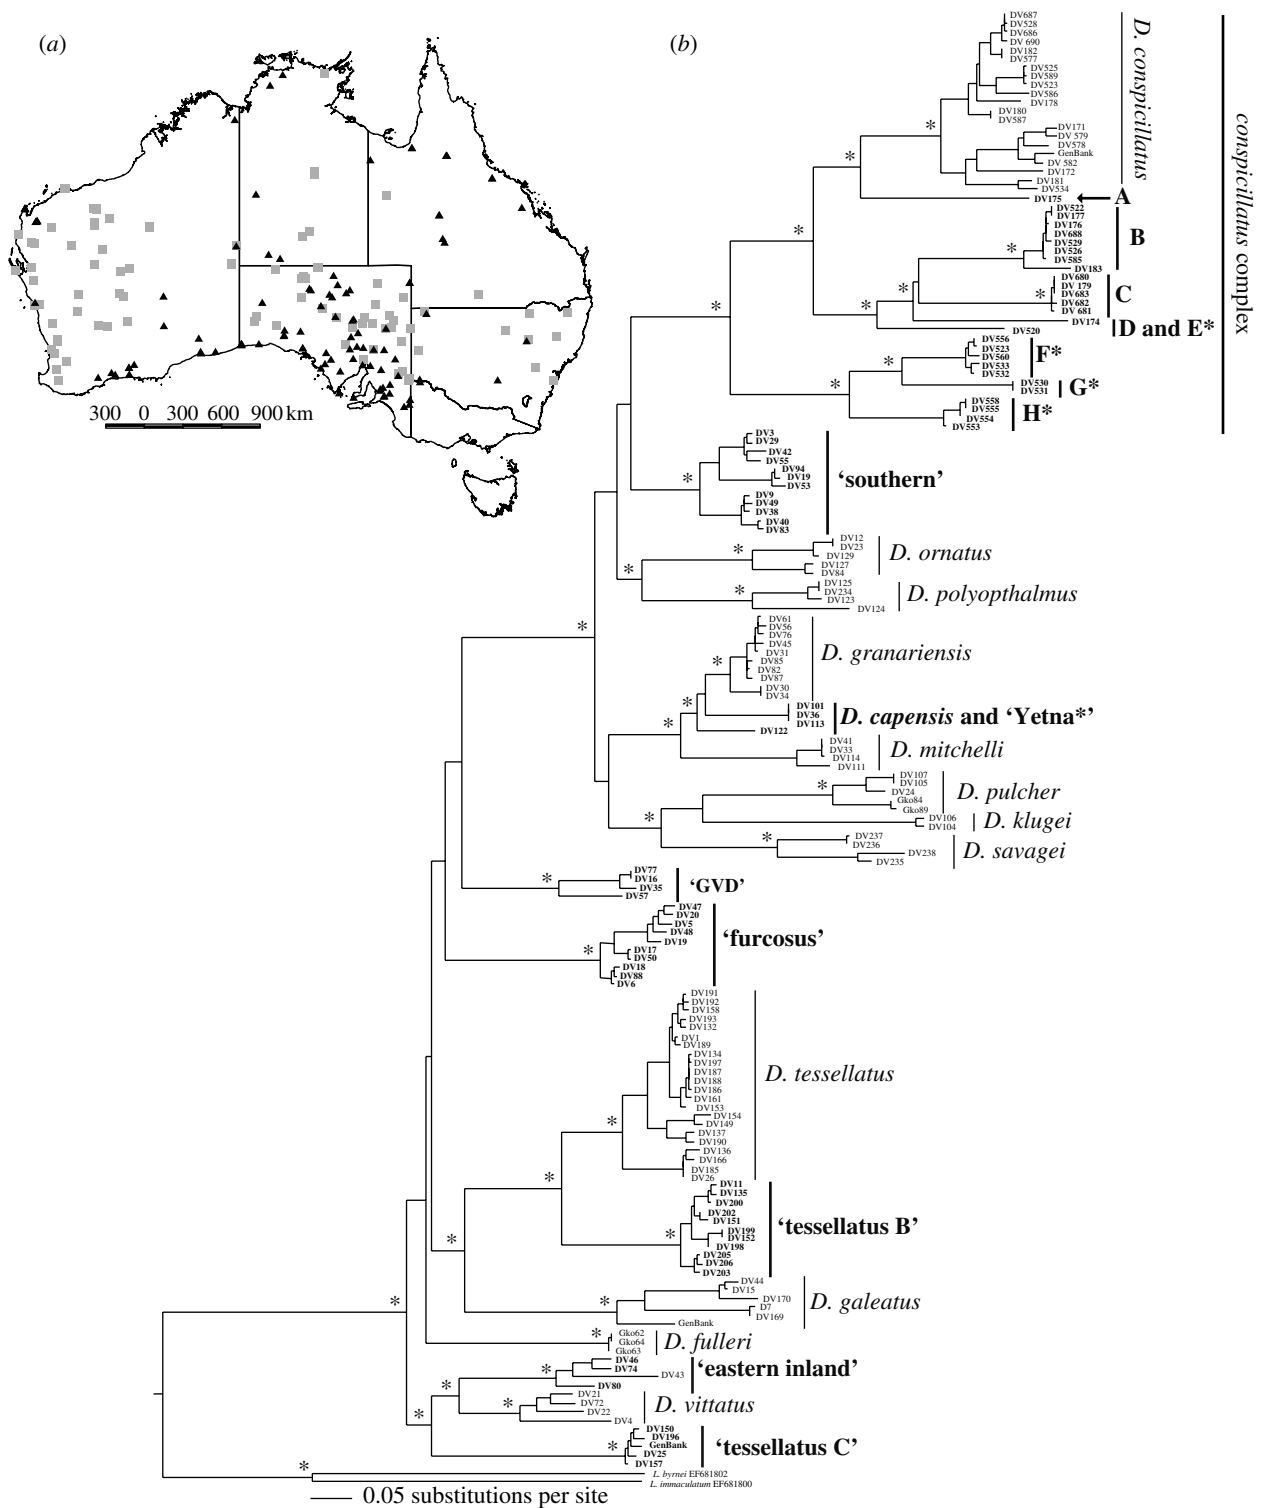 (a)
300 0 300 600 900 km
(b)
DV687
DV528
DV686
DV 690
DV182
DV577
DV525
DV589
DV523
DV586
DV178
DV180
DV587
DV171
DV 579
DV578
GenBank
DV 582
DV172
DV181
DV534
D. conspicillatus
DV175
A
DV522
DV177
DV176
DV688
DV529
DV526
DV585
DV183
B
DV680
DV 179
DV683
DV682
DV 681
C
DV174
DV520
D and E*
DV556
DV523
DV560
DV533
DV532
F*
DV530
DV531
G*
DV558
DV555
DV554
DV553
H*
conspicillatus complex
DV3
DV29
DV42
DV55
DV94
DV19
DV53
DV9
DV49
DV38
DV40
DV83
‘southern’
DV12
DV23
DV129
DV127
DV84
D. ornatus
DV125
DV234
DV123
DV124
D. polyopthalmus
DV61
DV56
DV76
DV45
DV31
DV85
DV82
DV87
DV30
DV34
D. granariensis
DV101
DV36
DV113
DV122
D. capensis and ‘Yetna*’
DV41
DV33
DV114
DV111
D. mitchelli
DV107
DV105
DV24
Gko84
Gko89
D. pulcher
DV106
DV104
D. klugei
DV237
DV236
DV238
DV235
D. savagei
DV77
DV16
DV35
DV57
‘GVD’
DV47
DV20
DV5
DV48
DV19
DV17
DV50
DV18
DV88
DV6
‘furcosus’
DV191
DV192
DV158
DV193
DV132
DV1
DV189
DV134
DV197
DV187
DV188
DV186
DV161
DV153
DV154
DV149
DV137
DV190
DV136
DV166
DV185
DV26
D. tessellatus
DV11
DV135
DV200
DV202
DV151
DV199
DV152
DV198
DV205
DV206
DV203
‘tessellatus B’
DV44
DV15
DV170
D7
DV169
GenBank
D. galeatus
Gko62
Gko64
Gko63
D. fulleri
DV46
DV74
DV43
DV80
‘eastern inland’
DV21
DV72
DV22
DV4
D. vittatus
DV150
DV196
GenBank
DV25
DV157
‘tessellatus C’
L. byrnei EF681802
L. immaculatum EF681800
0.05 substitutions per site